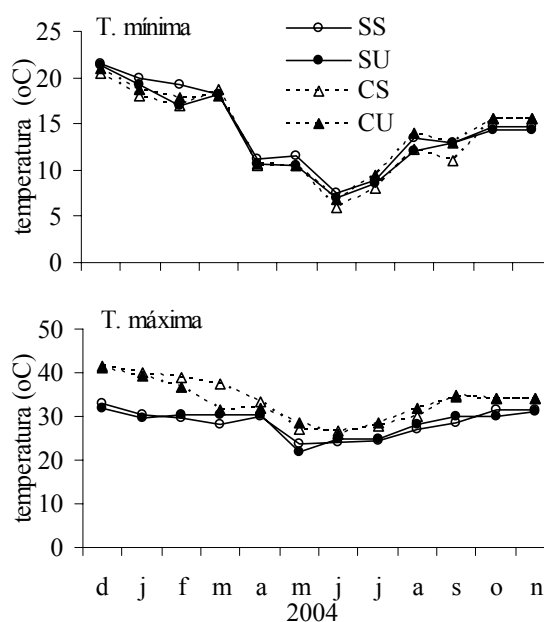 T. mínima
SS
SU
CS
CU
temperatura (oC)
25
20
15
10
5
0
T. máxima
temperatura (oC)
50
40
30
20
10
0
d j f m a m j j a s o n
2004